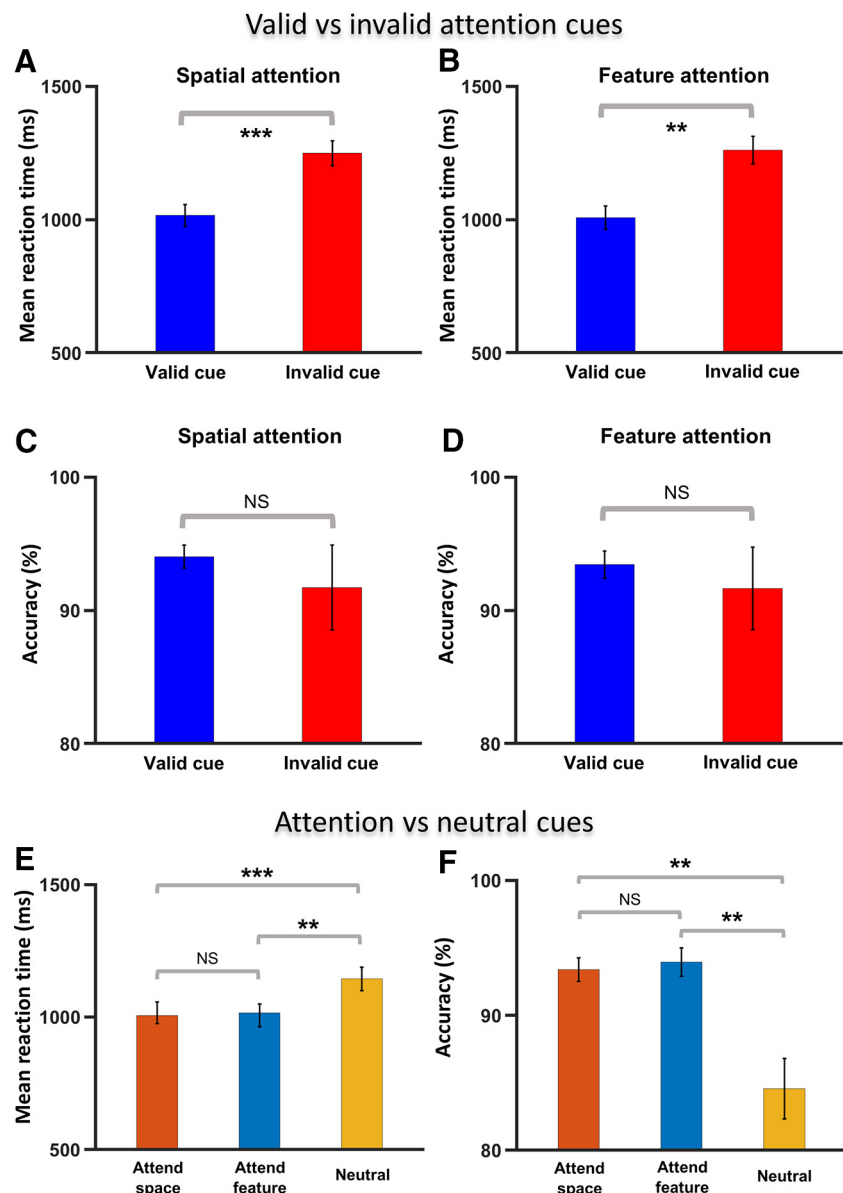 Valid vs invalid attention cues
A
Spatial attention
Mean reaction time (ms)
1500
1000
500
***
Valid cue
Invalid cue
B
Feature attention
Mean reaction time (ms)
1500
1000
500
**
Valid cue
Invalid cue
C
Spatial attention
Accuracy (%)
100
90
80
NS
Valid cue
Invalid cue
D
Feature attention
Accuracy (%)
100
90
80
NS
Valid cue
Invalid cue
Attention vs neutral cues
E
Mean reaction time (ms)
1500
1000
500
***
**
NS
Attend
space
Attend
feature
Neutral
F
Accuracy (%)
100
90
80
**
NS
**
Attend
space
Attend
feature
Neutral